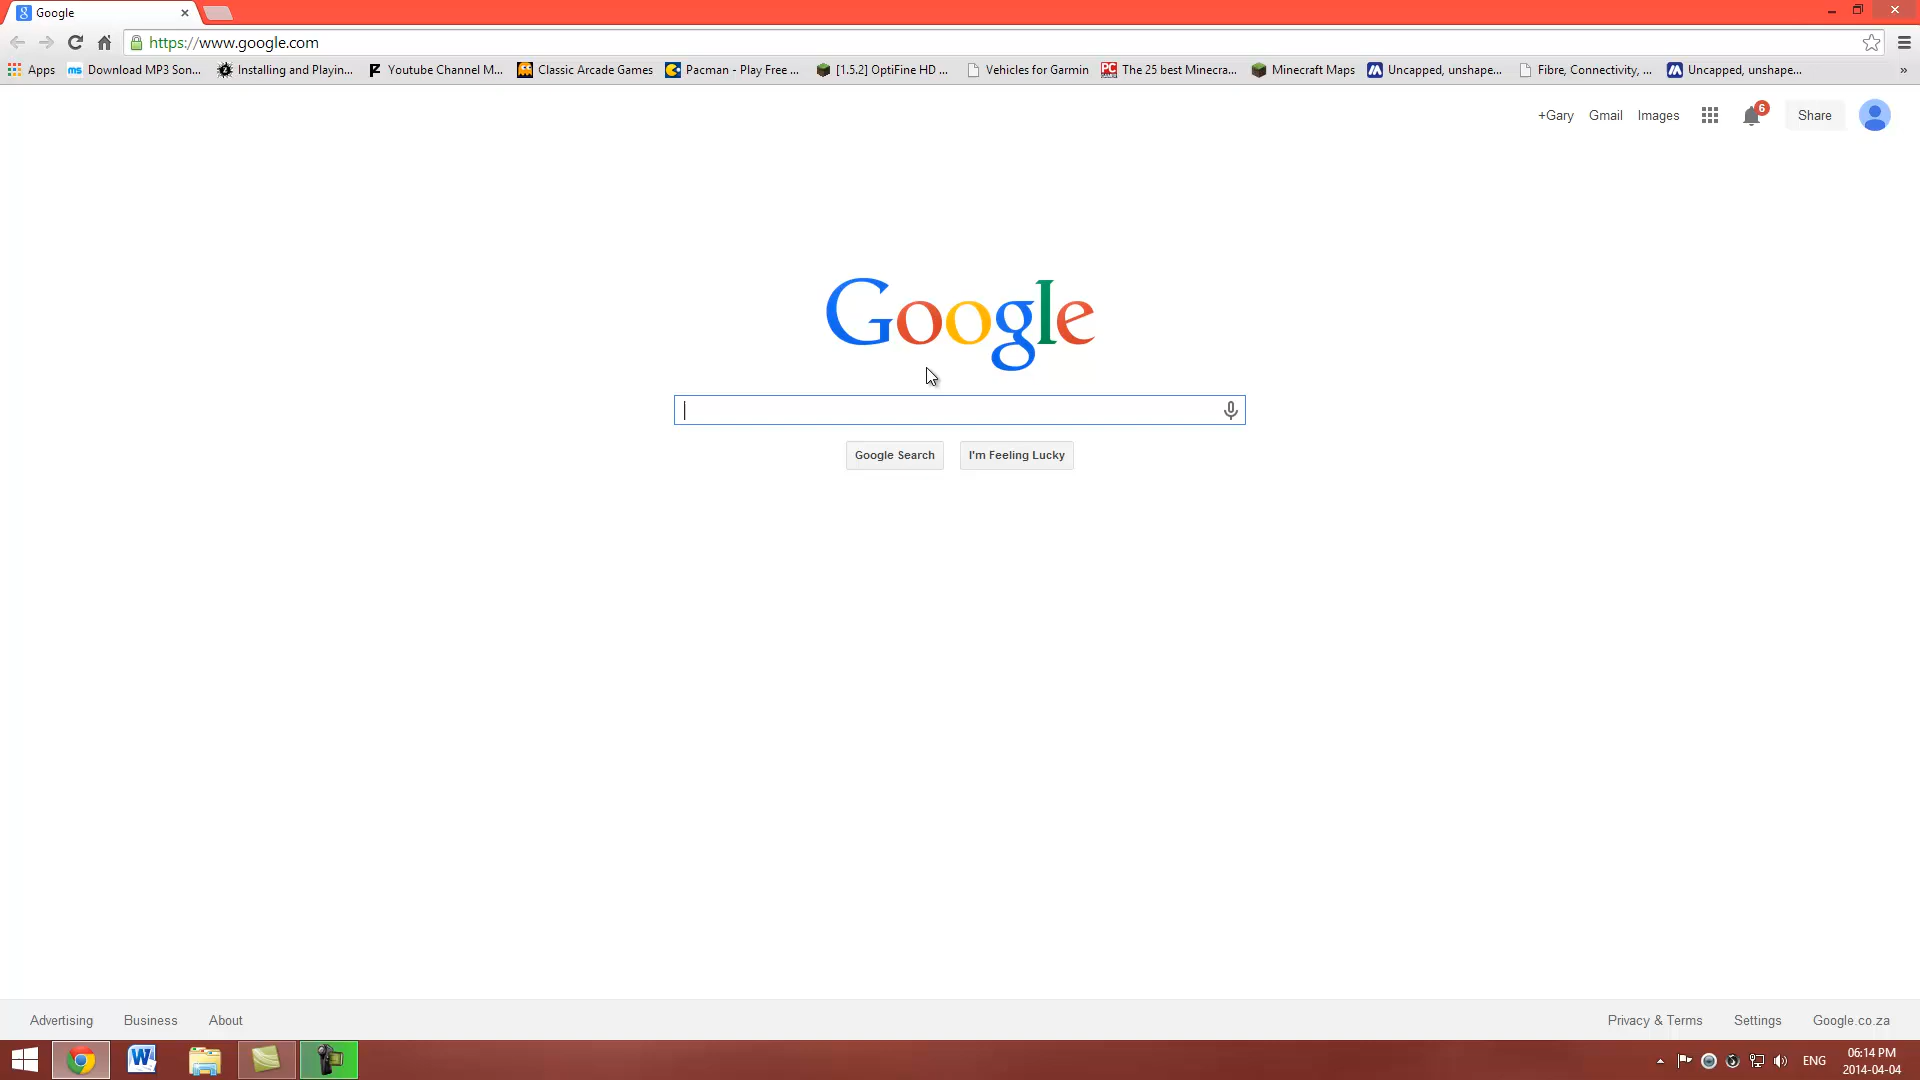 Google
https://www.google.com
Apps Download MP3 Son... Installing and Playin... Youtube Channel M... Classic Arcade Games Pacman - Play Free ... [1.5.2] OptiFine HD ... Vehicles for Garmin The 25 best Minecra... Minecraft Maps Uncapped, unshape... Fibre, Connectivity, ... Uncapped, unshape... »
+Gary Gmail Images 6 Share
Google
Google Search I'm Feeling Lucky
Advertising Business About Privacy & Terms Settings Google.co.za
ENG 06:14 PM
2014-04-04